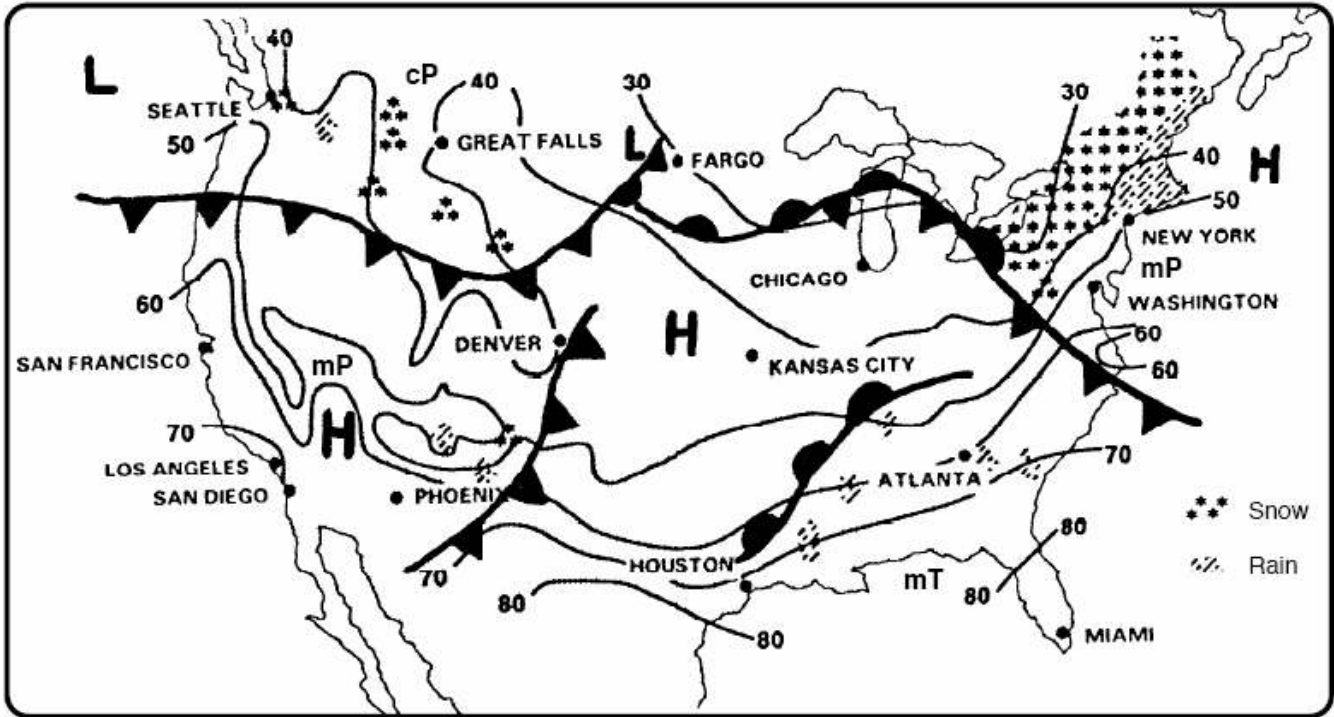 L
40
cP
40
30
30
SEATTLE
50
GREAT FALLS
L
FARGO
40
H
50
NEW YORK
mP
CHICAGO
WASHINGTON
60
DENVER
H
60
60
SAN FRANCISCO
mP
KANSAS CITY
70
H
70
LOS ANGELES
SAN DIEGO
PHOENIX
ATLANTA
Snow
80
HOUSTON
Rain
70
80
mT
80
80
MIAMI